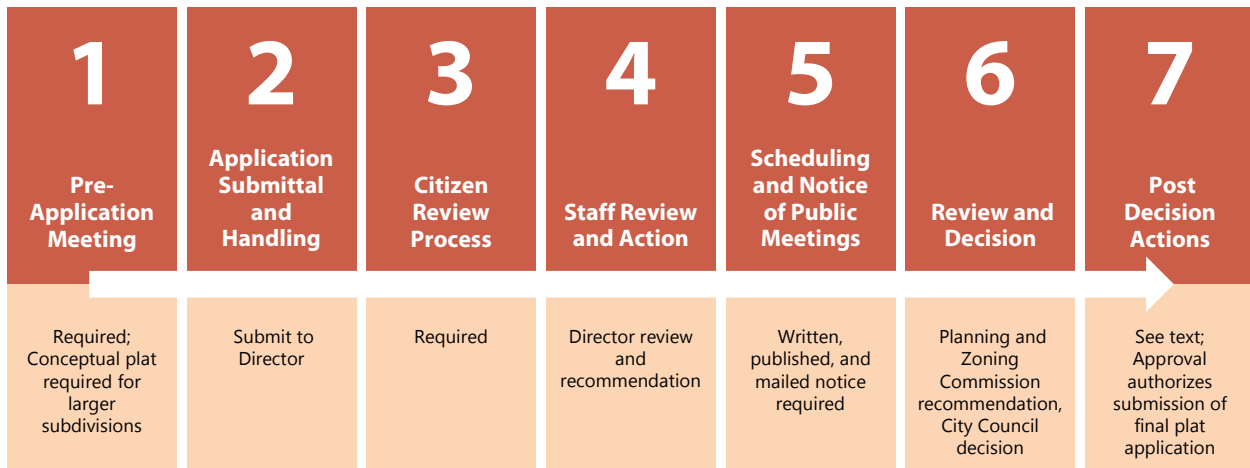 1
Pre-
Application
Meeting
Required;
Conceptual plat
required for
larger
subdivisions
2
Application
Submittal
and
Handling
Submit to
Director
3
Citizen
Review
Process
Required
4
Staff Review
and Action
Director review
and
recommendation
5
Scheduling
and Notice
of Public
Meetings
Written,
published, and
mailed notice
required
6
Review and
Decision
Planning and
Zoning
Commission
recommendation,
City Council
decision
7
Post
Decision
Actions
See text;
Approval
authorizes
submission of
final plat
application